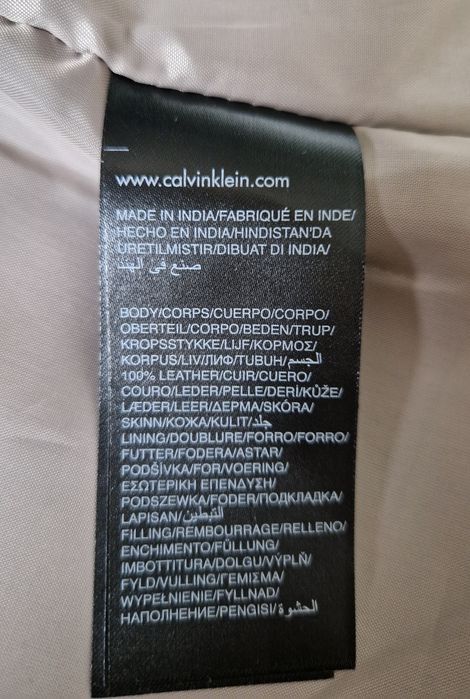 www.calvinklein.com
MADE IN INDIA/FABRIQUÉ EN INDE/
HECHO EN INDIA/HINDISTAN'DA
ÜRETILMISTIR/DIBUAT DI INDIA/
صنع في الهند
BODY/CORPS/CUERPO/CORPO/
OBERTEIL/CORPO/BEDEN/TRUP/
KROPSSTYKKE/LIJF/ΚΟΡΜΟΣ/
KORPUS/LIV/ЛИФ/TUBUH/الجسم/
100% LEATHER/CUIR/CUERO/
COURO/LEDER/PELLE/DERİ/KŮŽE/
LÆDER/LEER/ΔΕΡΜΑ/SKÓRA/
SKINN/КОЖА/KULIT/جلد
LINING/DOUBLURE/FORRO/FORRO/
FUTTER/FODERA/ASTAR/
PODŠÍVKA/FOR/VOERING/
ΕΣΩΤΕΡΙΚΗ ΕΠΕΝΔΥΣΗ/
PODSZEWKA/FODER/ПОДКЛАДКА/
LAPISAN/التبطين/
FILLING/REMBOURRAGE/RELLENO/
ENCHIMENTO/FÜLLUNG/
IMBOTTITURA/DOLGU/VÝPLŇ/
FYLD/VULLING/ΓΕΜΙΣΜΑ/
WYPEŁNIENIE/FYLLNAD/
НАПОЛНЕНИЕ/PENGISI/الحشوة/